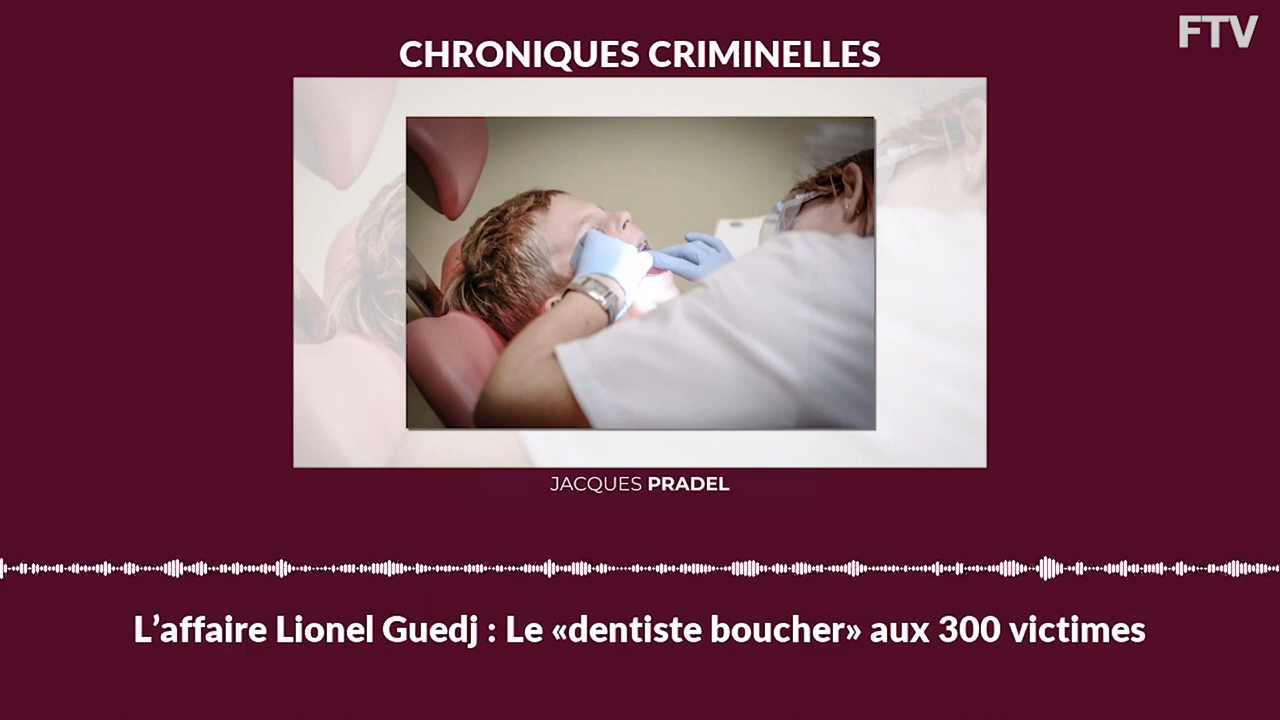 FTV
CHRONIQUES CRIMINELLES
JACQUES PRADEL
L’affaire Lionel Guedj : Le «dentiste boucher» aux 300 victimes